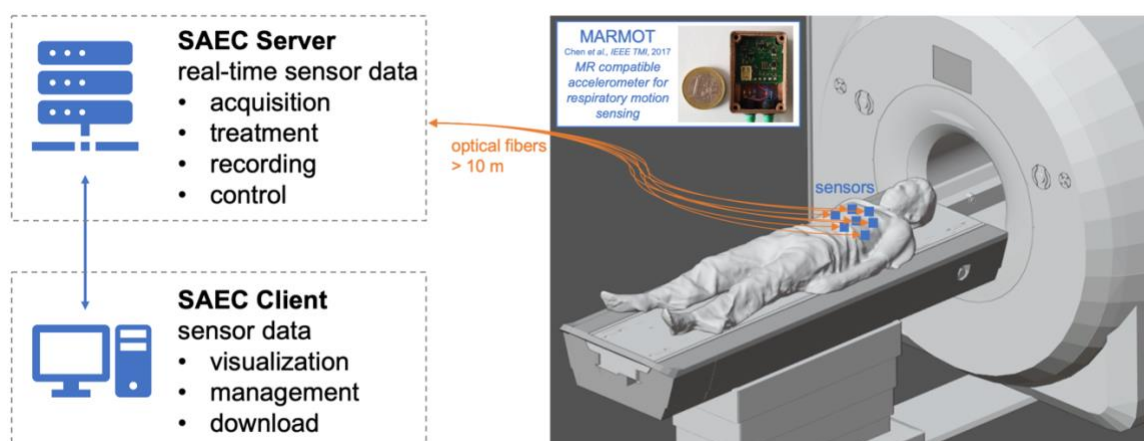 SAEC Server
real-time sensor data
• acquisition
• treatment
• recording
• control
SAEC Client
sensor data
• visualization
• management
• download
optical fibers
> 10 m
MARMOT
Chen et al., IEEE TMI, 2017
MR compatible
accelerometer for
respiratory motion
sensing
sensors